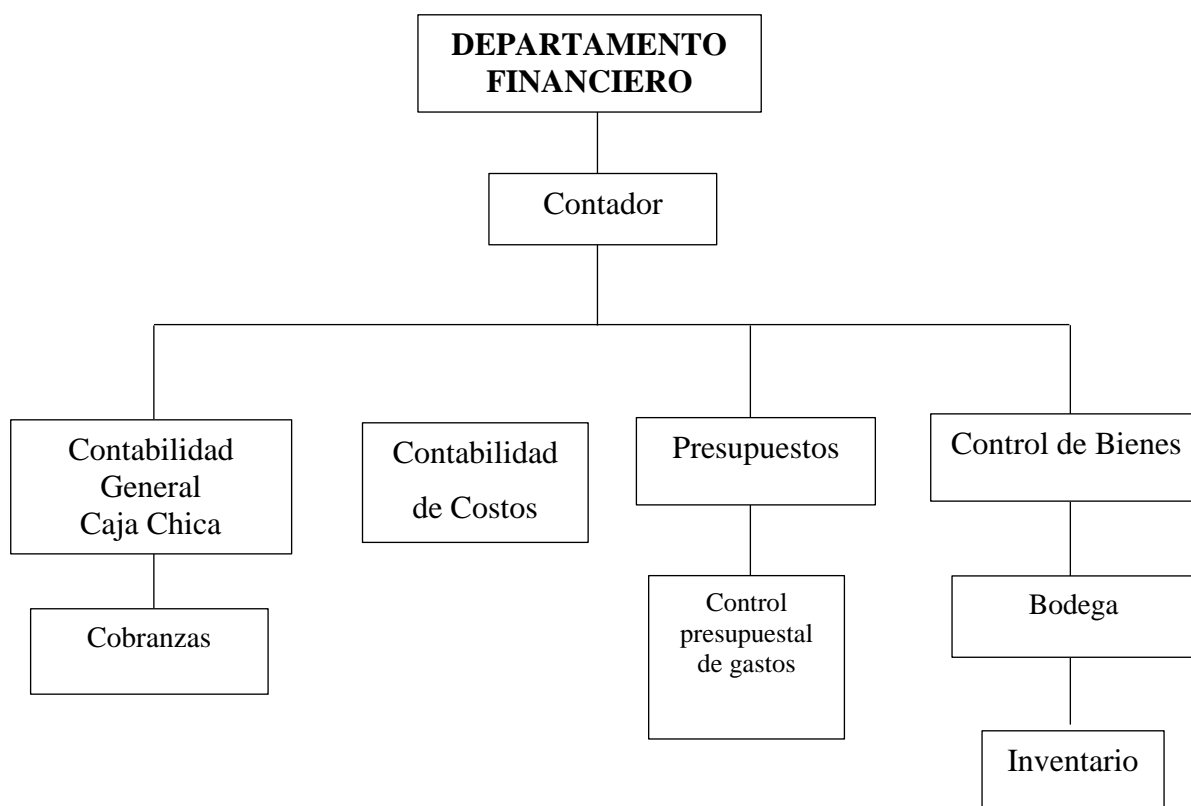 DEPARTAMENTO
FINANCIERO
Contador
Contabilidad
General
Caja Chica
Contabilidad
de Costos
Presupuestos
Control de Bienes
Cobranzas
Control
presupuestal
de gastos
Bodega
Inventario